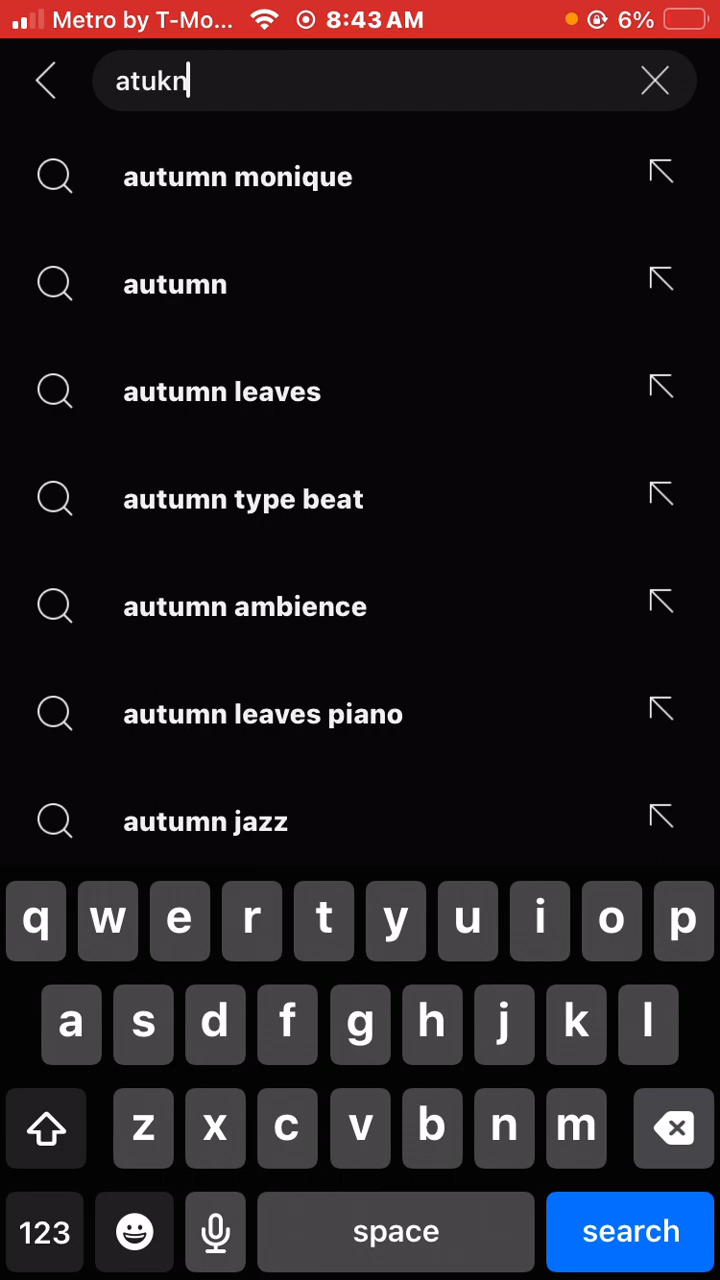 Metro by T-Mo... 8:43 AM 6%
atukn
autumn monique
autumn
autumn leaves
autumn type beat
autumn ambience
autumn leaves piano
autumn jazz
q w e r t y u i o p
a s d f g h j k l
z x c v b n m
123 space search